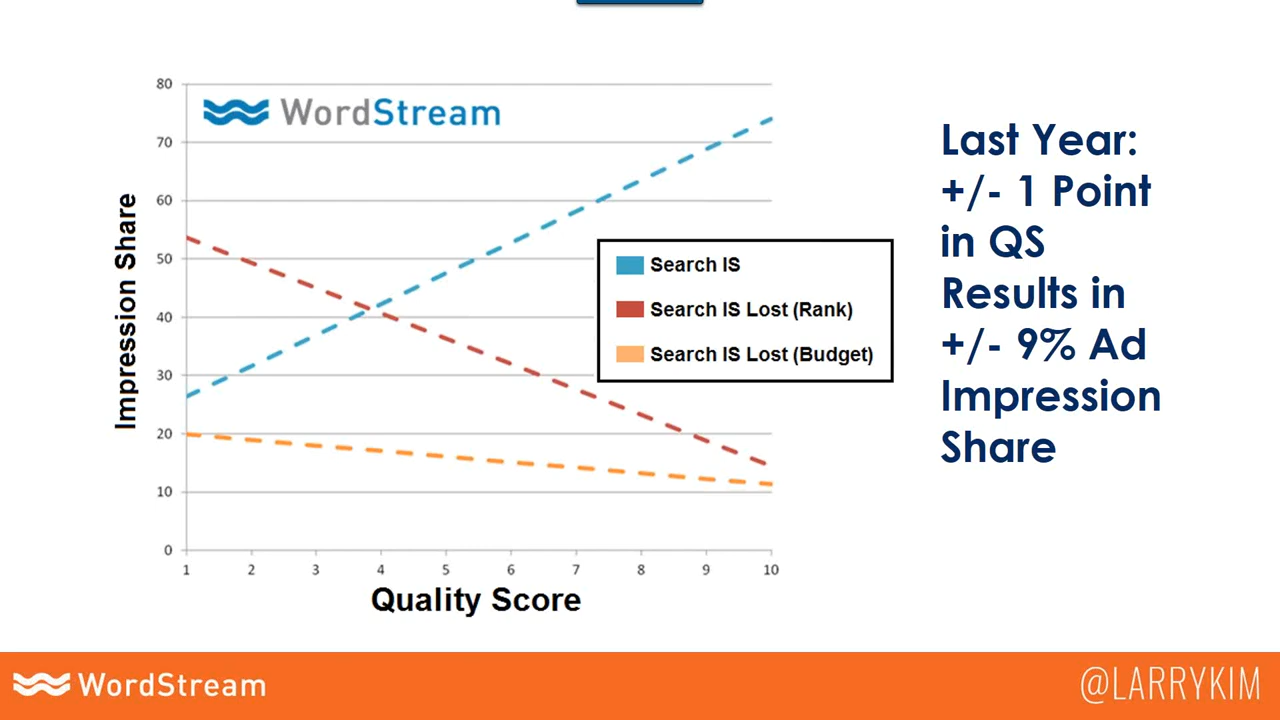 WordStream
80
70
60
50
40
30
20
10
0
Impression Share
1 2 3 4 5 6 7 8 9 10
Quality Score
Search IS
Search IS Lost (Rank)
Search IS Lost (Budget)
Last Year:
+/- 1 Point
in QS
Results in
+/- 9% Ad
Impression
Share
WordStream
@LARRYKIM